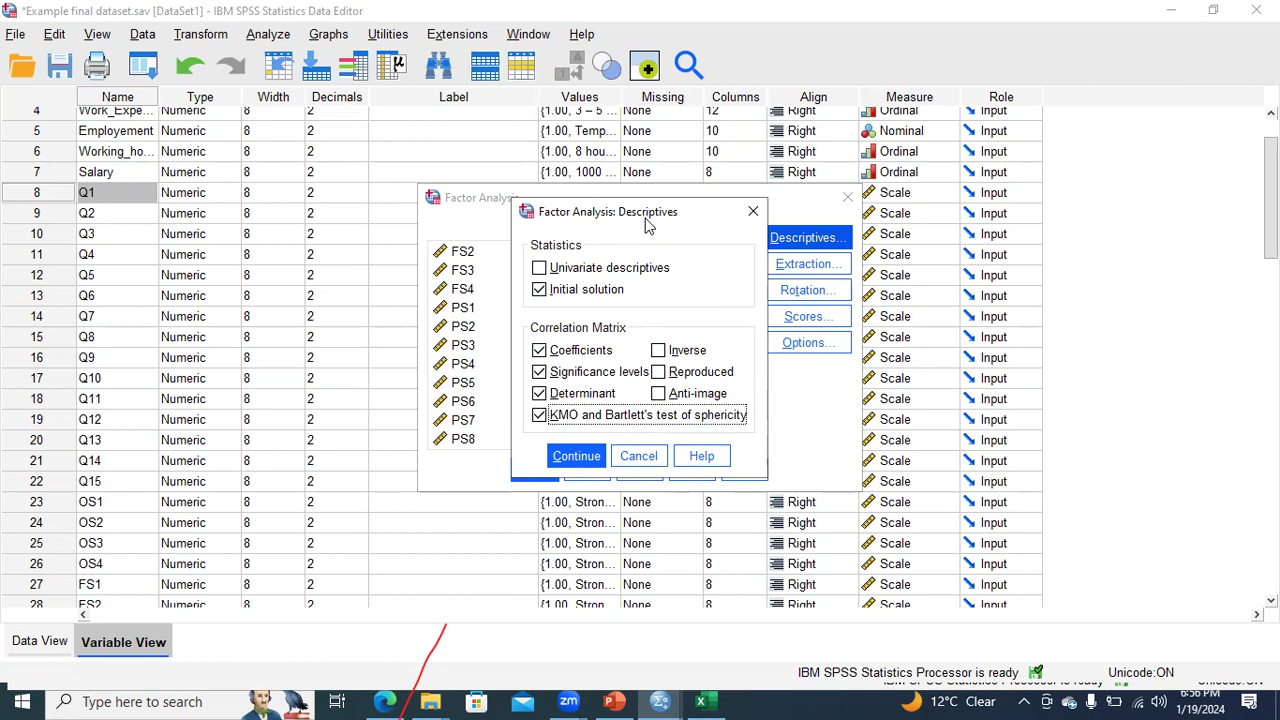 *Example final dataset.sav [DataSet1] - IBM SPSS Statistics Data Editor
File Edit View Data Transform Analyze Graphs Utilities Extensions Window Help
Name Type Width Decimals Label Values Missing Columns Align Measure Role
4 Work_Expe... Numeric 8 2 {1.00, 3 – 5 ... None 12 Right Ordinal Input
5 Employement Numeric 8 2 {1.00, Temp... None 10 Right Nominal Input
6 Working_ho... Numeric 8 2 {1.00, 8 hou... None 10 Right Ordinal Input
7 Salary Numeric 8 2 {1.00, 1000 ... None 8 Right Ordinal Input
8 Q1 Numeric 8 2 Scale Input
9 Q2 Numeric 8 2 Scale Input
10 Q3 Numeric 8 2 Scale Input
11 Q4 Numeric 8 2 Scale Input
12 Q5 Numeric 8 2 Scale Input
13 Q6 Numeric 8 2 Scale Input
14 Q7 Numeric 8 2 Scale Input
15 Q8 Numeric 8 2 Scale Input
16 Q9 Numeric 8 2 Scale Input
17 Q10 Numeric 8 2 Scale Input
18 Q11 Numeric 8 2 Scale Input
19 Q12 Numeric 8 2 Scale Input
20 Q13 Numeric 8 2 Scale Input
21 Q14 Numeric 8 2 Scale Input
22 Q15 Numeric 8 2 Scale Input
23 OS1 Numeric 8 2 {1.00, Stron... None 8 Right Scale Input
24 OS2 Numeric 8 2 {1.00, Stron... None 8 Right Scale Input
25 OS3 Numeric 8 2 {1.00, Stron... None 8 Right Scale Input
26 OS4 Numeric 8 2 {1.00, Stron... None 8 Right Scale Input
27 FS1 Numeric 8 2 {1.00, Stron... None 8 Right Scale Input
28 FS2 Numeric 8 2 {1.00, Stron... None 8 Right Scale Input
Factor Analysis
FS2
FS3
FS4
PS1
PS2
PS3
PS4
PS5
PS6
PS7
PS8
Descriptives...
Extraction...
Rotation...
Scores...
Options...
Factor Analysis: Descriptives
Statistics
Univariate descriptives
Initial solution
Correlation Matrix
Coefficients Inverse
Significance levels Reproduced
Determinant Anti-image
KMO and Bartlett's test of sphericity
Continue Cancel Help
Data View Variable View
IBM SPSS Statistics Processor is ready Unicode:ON
Type here to search
12°C Clear
6:56 PM
1/19/2024